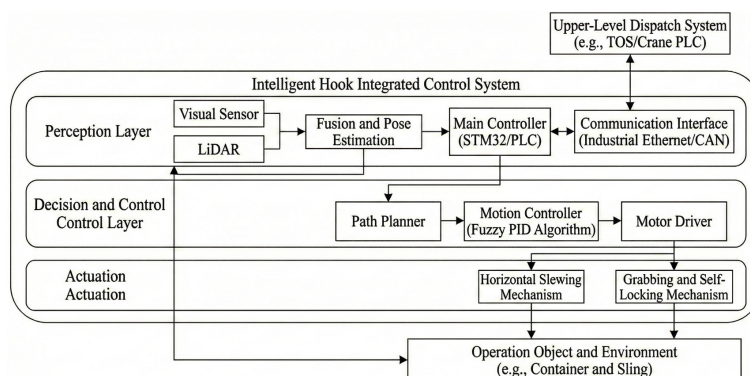 Upper-Level Dispatch System
(e.g., TOS/Crane PLC)
Intelligent Hook Integrated Control System
Perception Layer
Visual Sensor
LiDAR
Fusion and Pose
Estimation
Main Controller
(STM32/PLC)
Communication Interface
(Industrial Ethernet/CAN)
Decision and Control
Control Layer
Path Planner
Motion Controller
(Fuzzy PID Algorithm)
Motor Driver
Actuation
Actuation
Horizontal Slewing
Mechanism
Grabbing and Self-
Locking Mechanism
Operation Object and Environment
(e.g., Container and Sling)